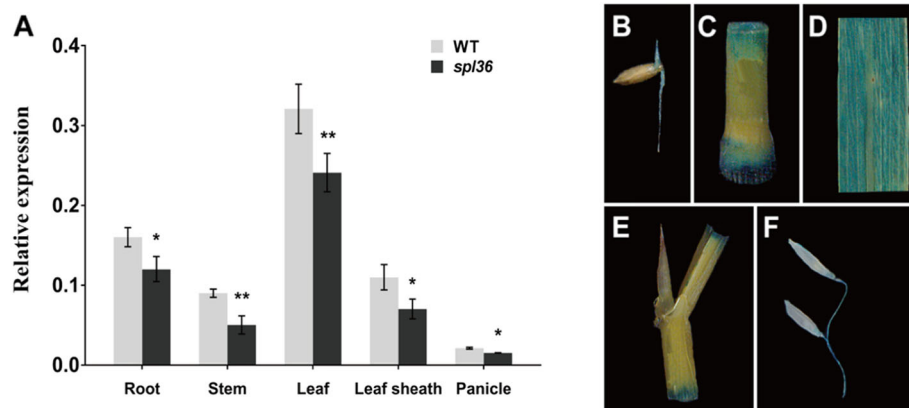 A
WT
spl36
Relative expression
0.4
0.3
0.2
0.1
0.0
**
*
**
*
*
Root Stem Leaf Leaf sheath Panicle
B
C
D
E
F